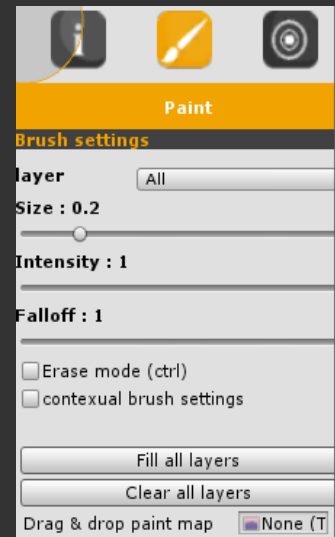 i
Paint
Brush settings
layer All
Size : 0.2
Intensity : 1
Falloff : 1
Erase mode (ctrl)
contexual brush settings
Fill all layers
Clear all layers
Drag & drop paint map None (T